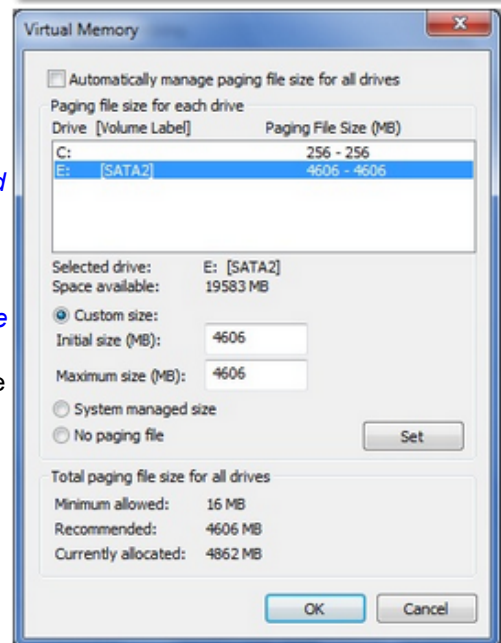 Virtual Memory
Automatically manage paging file size for all drives
Paging file size for each drive
Drive [Volume Label] Paging File Size (MB)
C: 256 - 256
E: [SATA2] 4606 - 4606
Selected drive: E: [SATA2]
Space available: 19583 MB
Custom size:
Initial size (MB): 4606
Maximum size (MB): 4606
System managed size
No paging file Set
Total paging file size for all drives
Minimum allowed: 16 MB
Recommended: 4606 MB
Currently allocated: 4862 MB
OK Cancel